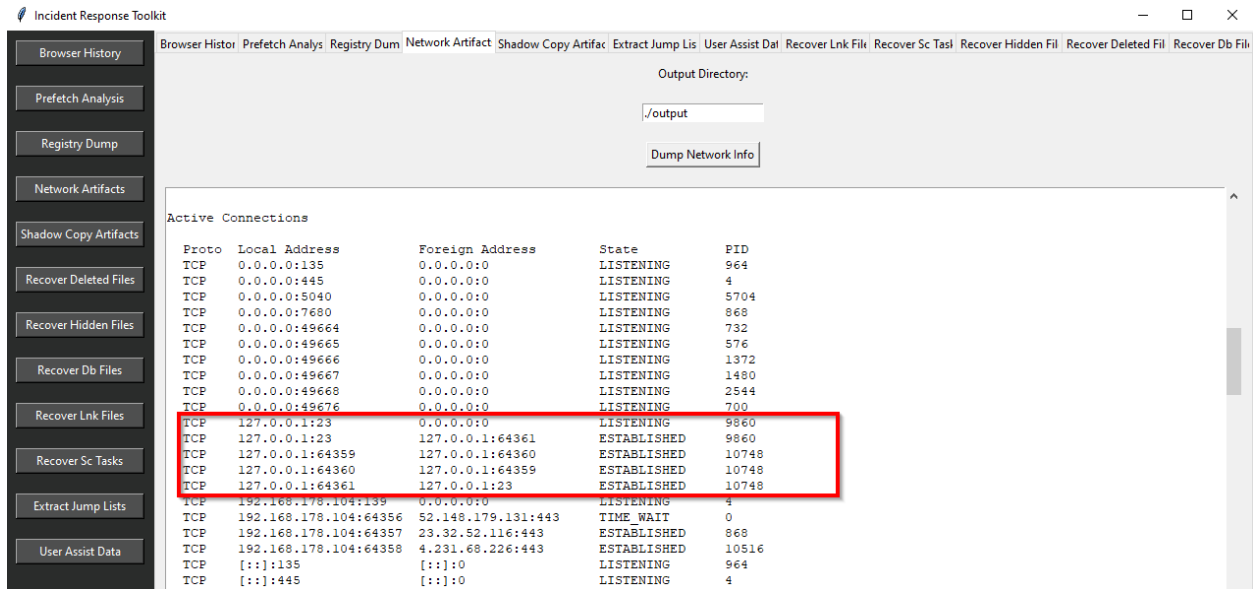 Incident Response Toolkit
Browser History
Prefetch Analysis
Registry Dump
Network Artifacts
Shadow Copy Artifacts
Recover Deleted Files
Recover Hidden Files
Recover Db Files
Recover Lnk Files
Recover Sc Tasks
Extract Jump Lists
User Assist Data
Browser Histor Prefetch Analys Registry Dum Network Artifact Shadow Copy Artifac Extract Jump Lis User Assist Dat Recover Lnk File Recover Sc Task Recover Hidden Fil Recover Deleted Fil Recover Db File
Output Directory:
./output
Dump Network Info
Active Connections
Proto Local Address Foreign Address State PID
TCP 0.0.0.0:135 0.0.0.0:0 LISTENING 964
TCP 0.0.0.0:445 0.0.0.0:0 LISTENING 4
TCP 0.0.0.0:5040 0.0.0.0:0 LISTENING 5704
TCP 0.0.0.0:7680 0.0.0.0:0 LISTENING 868
TCP 0.0.0.0:49664 0.0.0.0:0 LISTENING 732
TCP 0.0.0.0:49665 0.0.0.0:0 LISTENING 576
TCP 0.0.0.0:49666 0.0.0.0:0 LISTENING 1372
TCP 0.0.0.0:49667 0.0.0.0:0 LISTENING 1480
TCP 0.0.0.0:49668 0.0.0.0:0 LISTENING 2544
TCP 0.0.0.0:49676 0.0.0.0:0 LISTENING 700
TCP 127.0.0.1:23 0.0.0.0:0 LISTENING 9860
TCP 127.0.0.1:23 127.0.0.1:64361 ESTABLISHED 9860
TCP 127.0.0.1:64359 127.0.0.1:64360 ESTABLISHED 10748
TCP 127.0.0.1:64360 127.0.0.1:64359 ESTABLISHED 10748
TCP 127.0.0.1:64361 127.0.0.1:23 ESTABLISHED 10748
TCP 192.168.178.104:139 0.0.0.0:0 LISTENING 4
TCP 192.168.178.104:64356 52.148.179.131:443 TIME_WAIT 0
TCP 192.168.178.104:64357 23.32.52.116:443 ESTABLISHED 868
TCP 192.168.178.104:64358 4.231.68.226:443 ESTABLISHED 10516
TCP [::]:135 [::]:0 LISTENING 964
TCP [::]:445 [::]:0 LISTENING 4